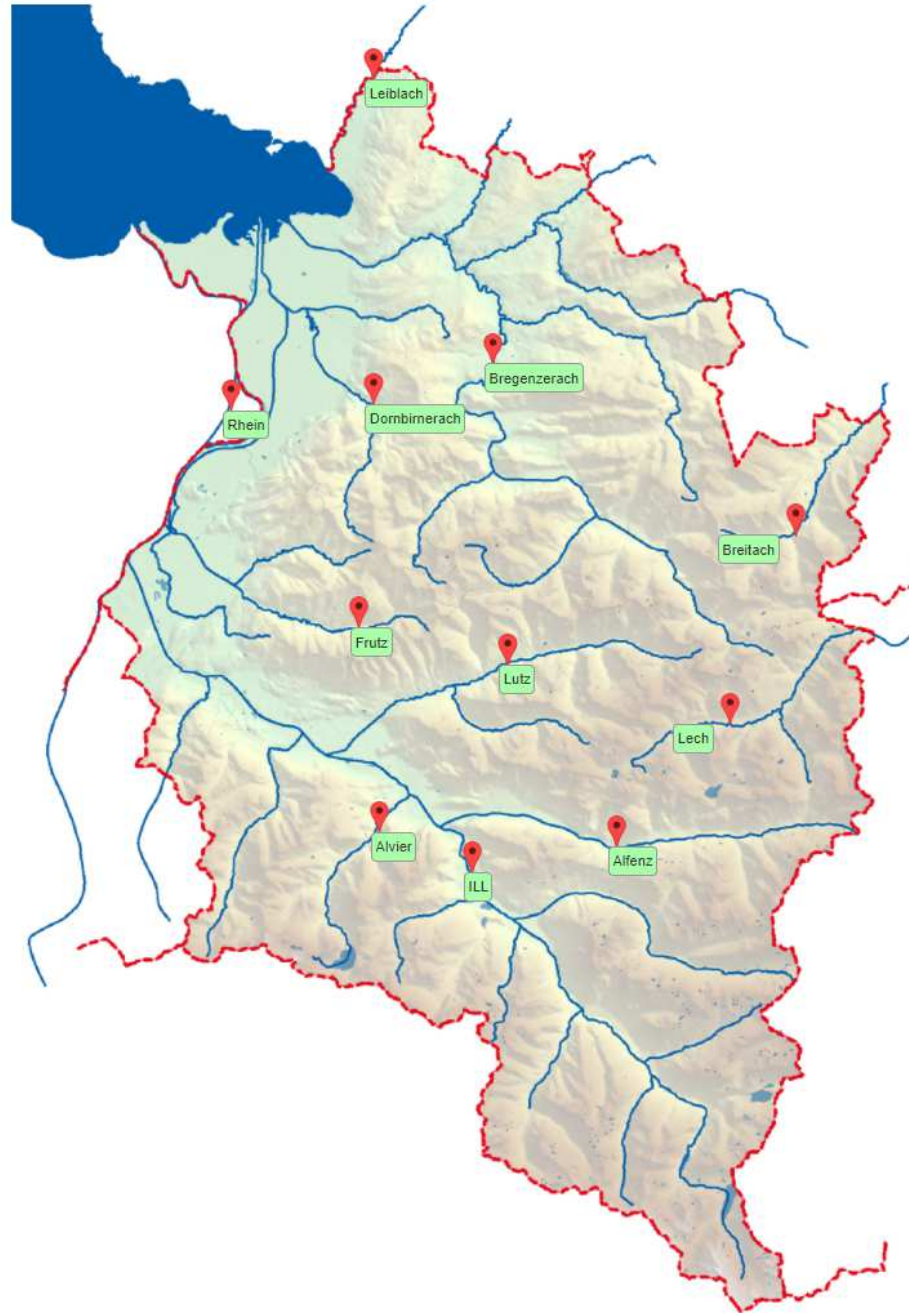 Leiblach
Bregenzerach
Dornbirnerach
Rhein
Breitach
Frutz
Lutz
Lech
Alvier
Alfenz
ILL